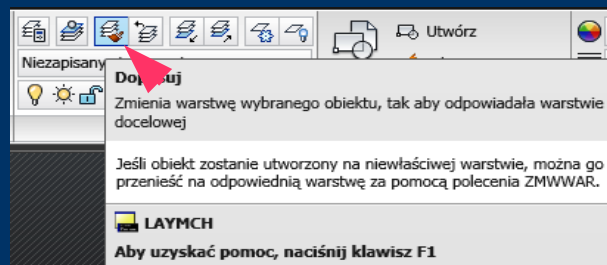 Utwórz
Niezapisany
Dopasuj
Zmienia warstwę wybranego obiektu, tak aby odpowiadała warstwie
docelowej
Jeśli obiekt zostanie utworzony na niewłaściwej warstwie, można go
przenieść na odpowiednią warstwę za pomocą polecenia ZMWWAR.
LAYMCH
Aby uzyskać pomoc, naciśnij klawisz F1